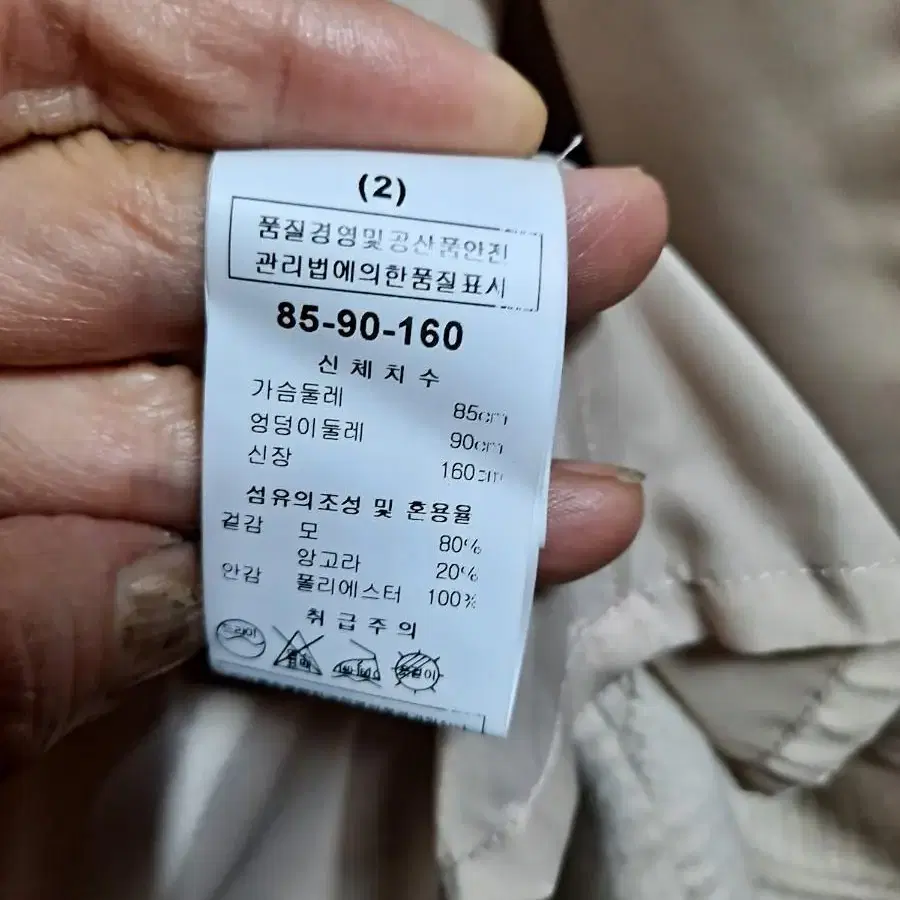 (2)
품질경영및공산품안전
관리법에의한품질표시
85-90-160
신체치수
가슴둘레 85cm
엉덩이둘레 90cm
신장 160cm
섬유의조성 및 혼용율
겉감 모 80%
앙고라 20%
안감 폴리에스터 100%
취급주의
드라이